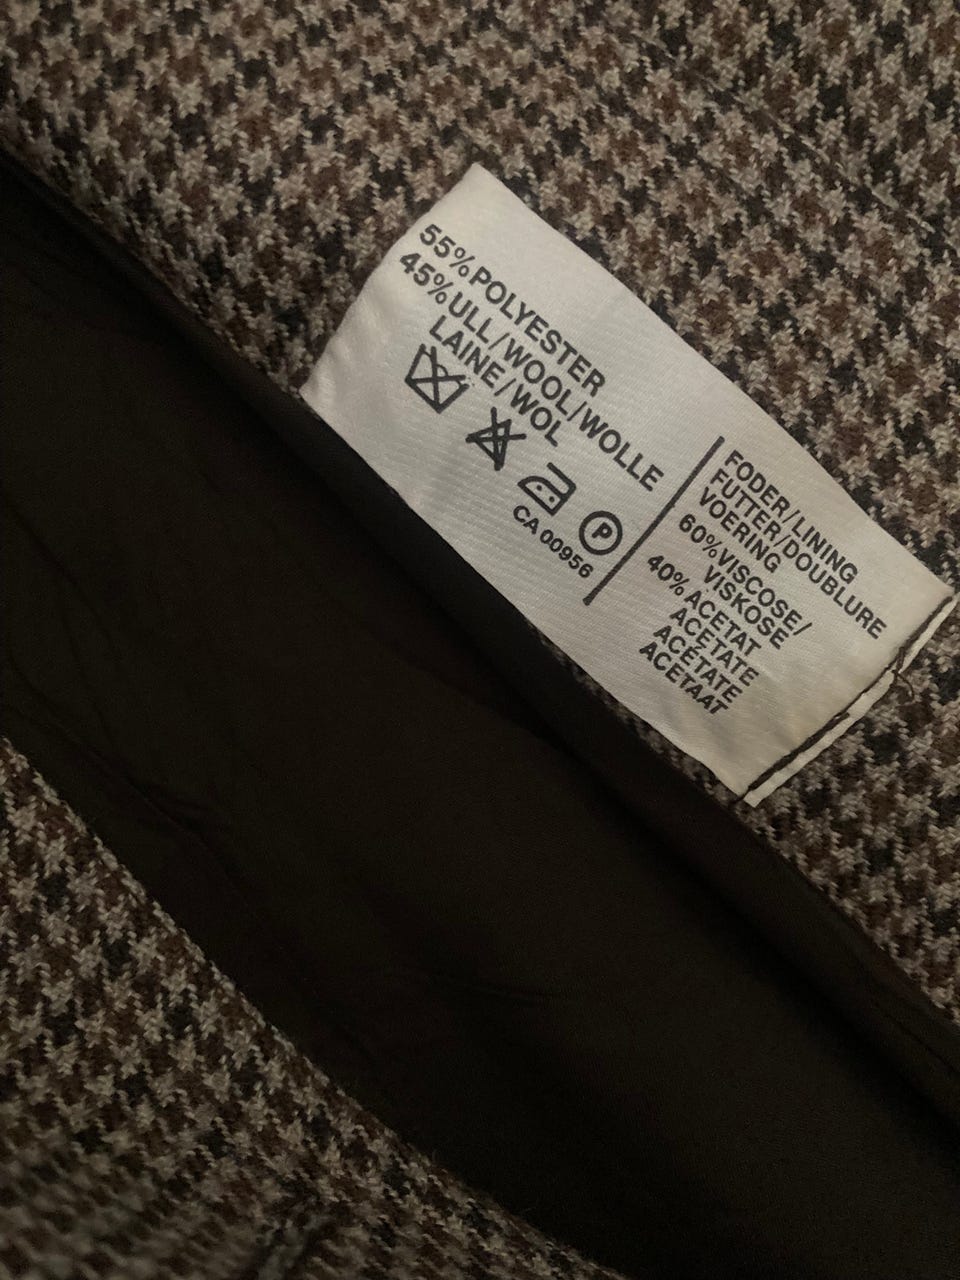 55%POLYESTER
45%ULL/WOOL/WOLLE
LAINE/WOL
P
CA 00956
FODER/LINING
FUTTER/DOUBLURE
VOERING
60%VISCOSE/
VISKOSE
40%ACETAT
ACETATE
ACÉTATE
ACETAAT